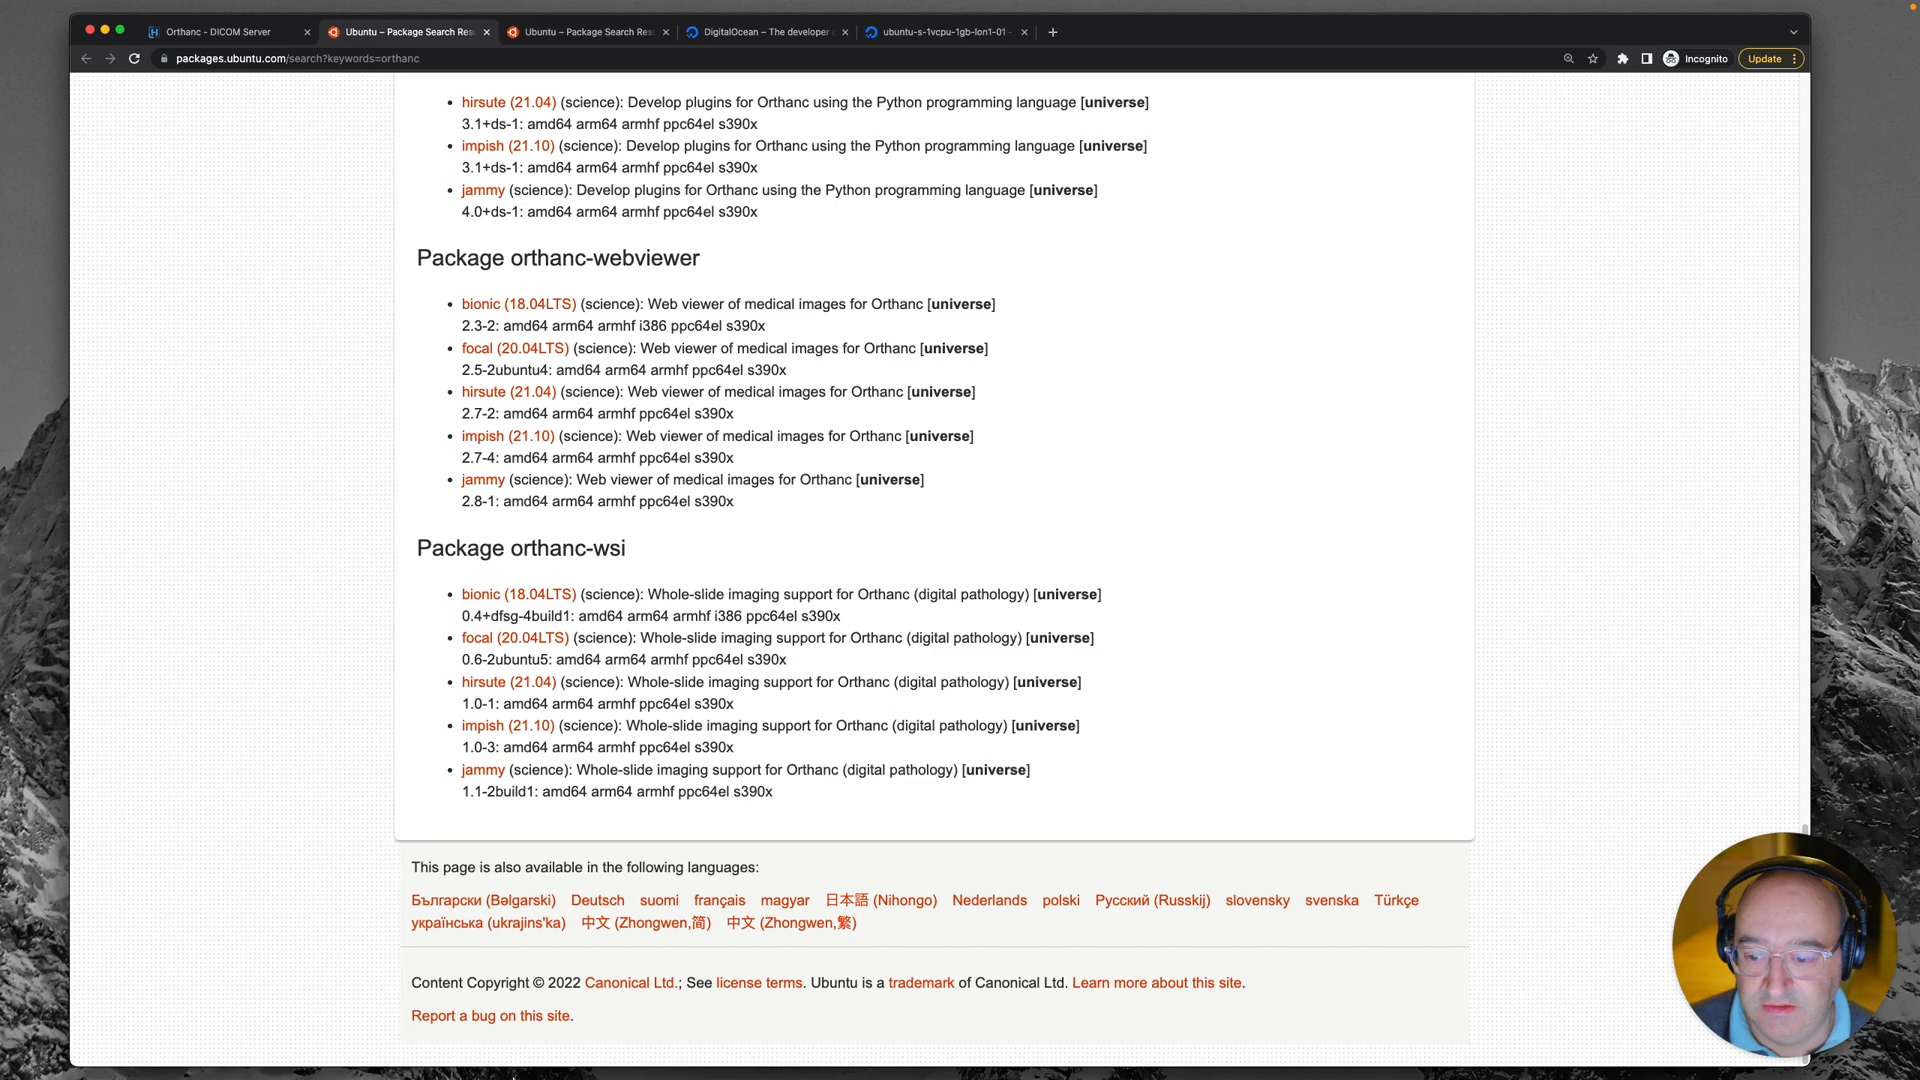 Orthanc - DICOM Server
Ubuntu – Package Search Res
Ubuntu – Package Search Res
DigitalOcean – The developer
ubuntu-s-1vcpu-1gb-lon1-01
packages.ubuntu.com/search?keywords=orthanc
Incognito
Update
hirsute (21.04) (science): Develop plugins for Orthanc using the Python programming language [universe]
3.1+ds-1: amd64 arm64 armhf ppc64el s390x
impish (21.10) (science): Develop plugins for Orthanc using the Python programming language [universe]
3.1+ds-1: amd64 arm64 armhf ppc64el s390x
jammy (science): Develop plugins for Orthanc using the Python programming language [universe]
4.0+ds-1: amd64 arm64 armhf ppc64el s390x
Package orthanc-webviewer
bionic (18.04LTS) (science): Web viewer of medical images for Orthanc [universe]
2.3-2: amd64 arm64 armhf i386 ppc64el s390x
focal (20.04LTS) (science): Web viewer of medical images for Orthanc [universe]
2.5-2ubuntu4: amd64 arm64 armhf ppc64el s390x
hirsute (21.04) (science): Web viewer of medical images for Orthanc [universe]
2.7-2: amd64 arm64 armhf ppc64el s390x
impish (21.10) (science): Web viewer of medical images for Orthanc [universe]
2.7-4: amd64 arm64 armhf ppc64el s390x
jammy (science): Web viewer of medical images for Orthanc [universe]
2.8-1: amd64 arm64 armhf ppc64el s390x
Package orthanc-wsi
bionic (18.04LTS) (science): Whole-slide imaging support for Orthanc (digital pathology) [universe]
0.4+dfsg-4build1: amd64 arm64 armhf i386 ppc64el s390x
focal (20.04LTS) (science): Whole-slide imaging support for Orthanc (digital pathology) [universe]
0.6-2ubuntu5: amd64 arm64 armhf ppc64el s390x
hirsute (21.04) (science): Whole-slide imaging support for Orthanc (digital pathology) [universe]
1.0-1: amd64 arm64 armhf ppc64el s390x
impish (21.10) (science): Whole-slide imaging support for Orthanc (digital pathology) [universe]
1.0-3: amd64 arm64 armhf ppc64el s390x
jammy (science): Whole-slide imaging support for Orthanc (digital pathology) [universe]
1.1-2build1: amd64 arm64 armhf ppc64el s390x
This page is also available in the following languages:
Български (Bəlgarski) Deutsch suomi français magyar 日本語 (Nihongo) Nederlands polski Русский (Russkij) slovensky svenska Türkçe
українська (ukrajins'ka) 中文 (Zhongwen,简) 中文 (Zhongwen,繁)
Content Copyright © 2022 Canonical Ltd.; See license terms. Ubuntu is a trademark of Canonical Ltd. Learn more about this site.
Report a bug on this site.